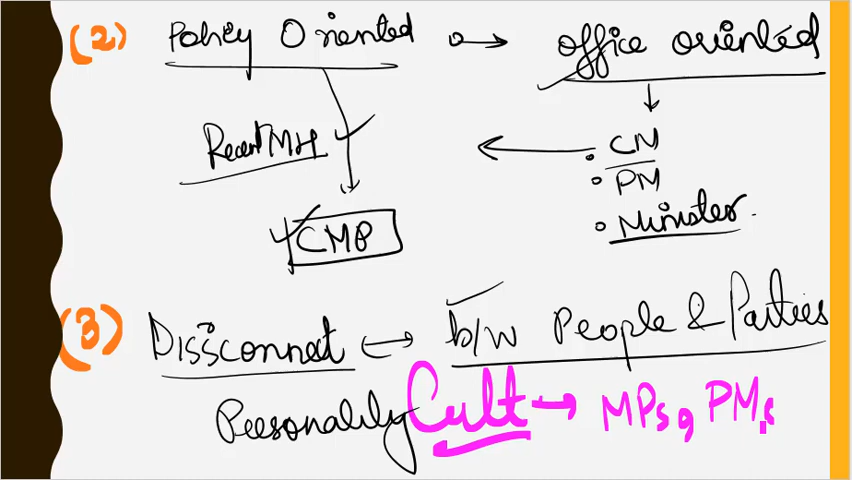 (2) Policy Oriented → office oriented
Recent MH
• CM
• PM
• Minister
CMP
(3) Dissconnect ↔ b/w People & Parties
Personality Cult → MPs, PMs